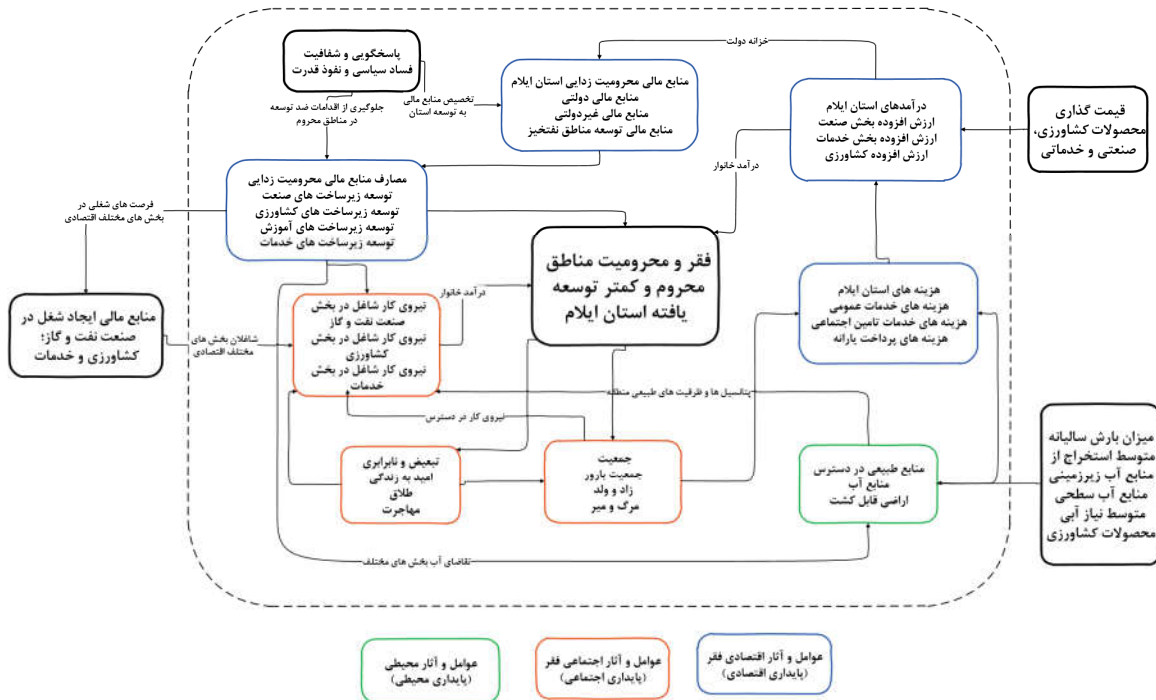 خزانه دولت
پاسخگویی و شفافیت
فساد سیاسی و نفوذ قدرت
منابع مالی محرومیت زدایی استان ایلام
منابع مالی دولتی
منابع مالی غیردولتی
منابع مالی توسعه مناطق نفتخیز
تخصیص منابع مالی
به توسعه استان
جلوگیری از اقدامات ضد توسعه
در مناطق محروم
درآمدهای استان ایلام
ارزش افزوده بخش صنعت
ارزش افزوده بخش خدمات
ارزش افزوده کشاورزی
قیمت گذاری
محصولات کشاورزی،
صنعتی و خدماتی
درآمد خانوار
مصارف منابع مالی محرومیت زدایی
توسعه زیرساخت های صنعت
توسعه زیرساخت های کشاورزی
توسعه زیرساخت های آموزش
توسعه زیرساخت های خدمات
فرصت های شغلی در
بخش های مختلف اقتصادی
فقر و محرومیت مناطق
محروم و کمتر توسعه
یافته استان ایلام
هزینه های استان ایلام
هزینه های خدمات عمومی
هزینه های خدمات تامین اجتماعی
هزینه های پرداخت یارانه
درآمد خانوار
نیروی کار شاغل در بخش
صنعت نفت و گاز
نیروی کار شاغل در بخش
کشاورزی
نیروی کار شاغل در بخش
خدمات
منابع مالی ایجاد شغل در
صنعت نفت و گاز؛
کشاورزی و خدمات
شاغلان بخش های
مختلف اقتصادی
پتانسیل ها و ظرفیت های طبیعی منطقه
نیروی کار در دسترس
میزان بارش سالیانه
متوسط استخراج از
منابع آب زیرزمینی
منابع آب سطحی
متوسط نیاز آبی
محصولات کشاورزی
منابع طبیعی در دسترس
منابع آب
اراضی قابل کشت
جمعیت
جمعیت بارور
زاد و ولد
مرگ و میر
تبعیض و نابرابری
امید به زندگی
طلاق
مهاجرت
تقاضای آب بخش های مختلف
عوامل و آثار اقتصادی فقر
(پایداری اقتصادی)
عوامل و آثار اجتماعی فقر
(پایداری اجتماعی)
عوامل و آثار محیطی
(پایداری محیطی)